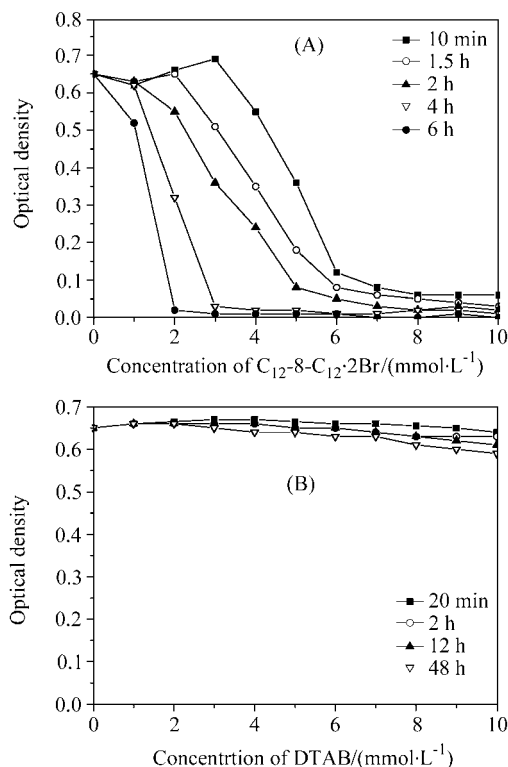 (A)
10 min
1.5 h
2 h
4 h
6 h
Optical density
0.8
0.7
0.6
0.5
0.4
0.3
0.2
0.1
0.0
0 2 4 6 8 10
Concentration of C₁₂-8-C₁₂·2Br/(mmol·L⁻¹)
(B)
20 min
2 h
12 h
48 h
Optical density
0.7
0.6
0.5
0.4
0.3
0.2
0.1
0.0
0 2 4 6 8 10
Concentrtion of DTAB/(mmol·L⁻¹)